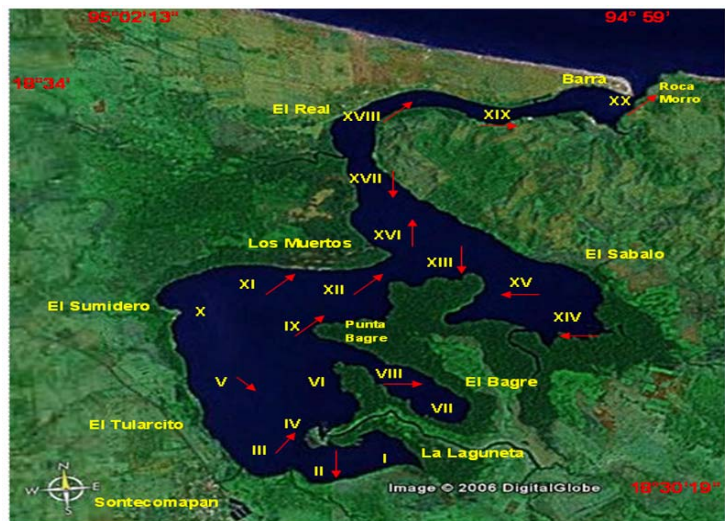 95°02'13"
94° 59'
18°34'
Barra
Roca
Morro
XX
El Real
XVIII
XIX
XVII
Los Muertos
XVI
El Sabalo
XIII
XI
XII
XV
El Sumidero
X
IX
Punta
Bagre
XIV
V
VI
VIII
El Bagre
VII
El Tularcito
IV
III
La Laguneta
II
I
N
W
E
S
18°30'19"
Image © 2006 DigitalGlobe
Sontecomapan